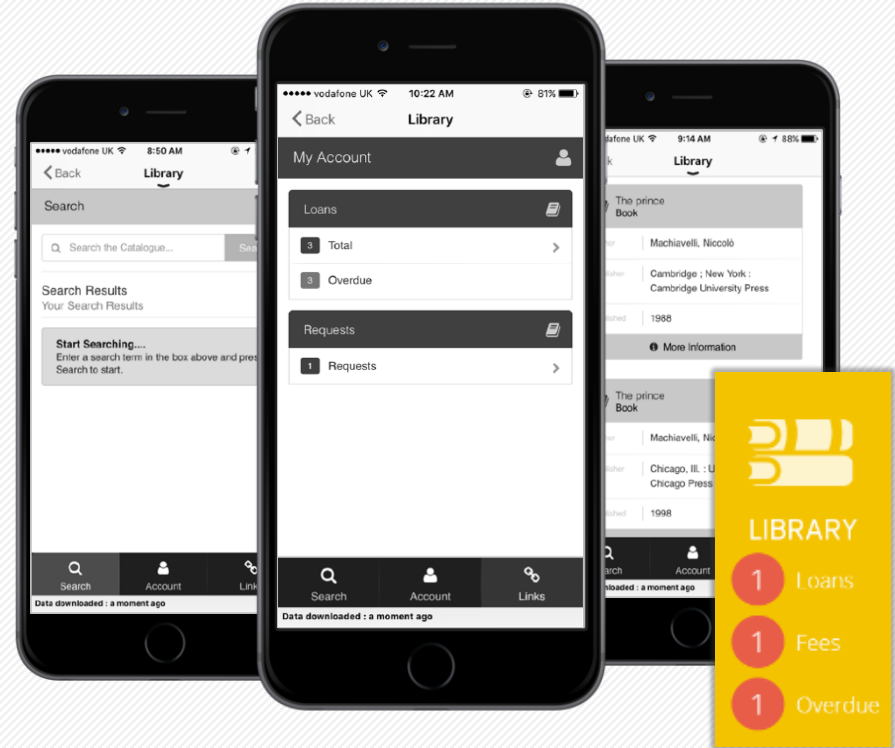 vodafone UK
8:50 AM
Back
Library
Search
Search the Catalogue...
Search Results
Your Search Results
Start Searching....
Enter a search term in the box above and
Search to start.
Search
Account
Data downloaded : a moment ago
vodafone UK
10:22 AM
81%
Back
Library
My Account
Loans
3 Total
3 Overdue
Requests
1 Requests
Search
Account
Links
Data downloaded : a moment ago
UK
9:14 AM
88%
Library
The prince
Book
Machiavelli, Niccolò
Cambridge ; New York :
Cambridge University Press
1988
More Information
The prince
Book
Machiavelli,
Chicago, Ill. :
Chicago Press
1998
Account
a moment ago
LIBRARY
1 Loans
1 Fees
1 Overdue